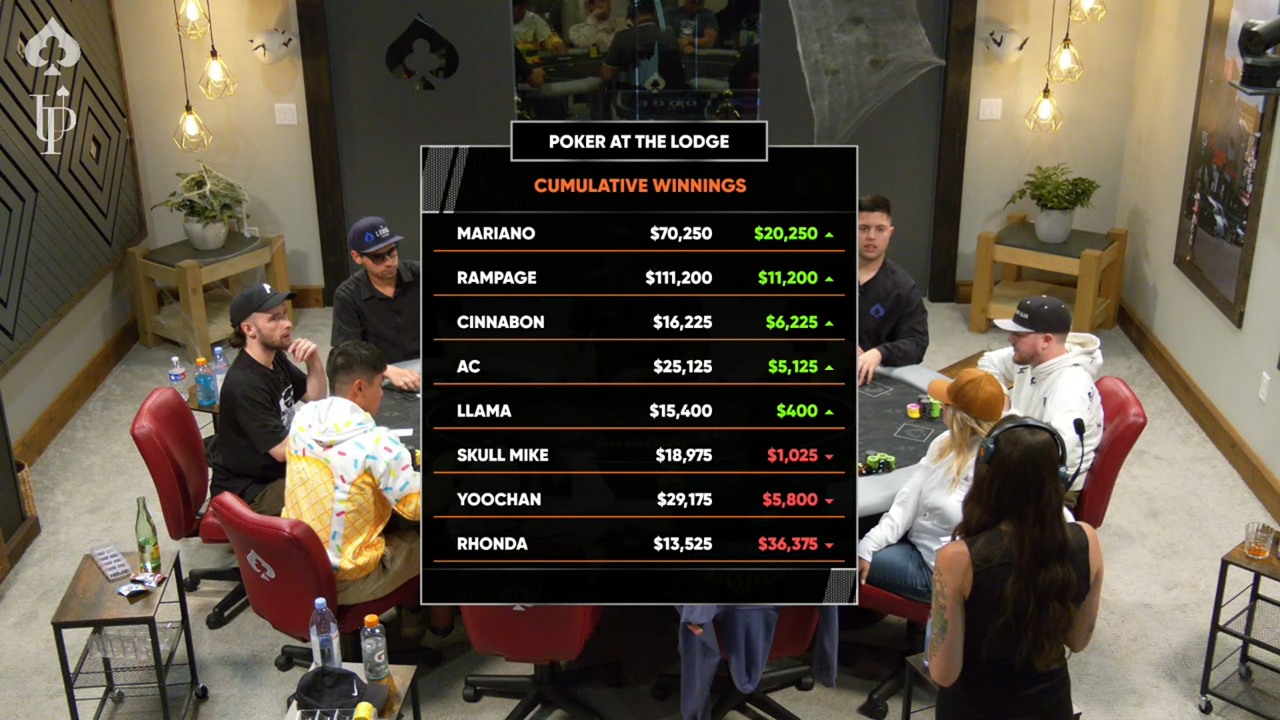 UP
POKER AT THE LODGE
CUMULATIVE WINNINGS
MARIANO $70,250 $20,250
RAMPAGE $111,200 $11,200
CINNABON $16,225 $6,225
AC $25,125 $5,125
LLAMA $15,400 $400
SKULL MIKE $18,975 $1,025
YOOCHAN $29,175 $5,800
RHONDA $13,525 $36,375